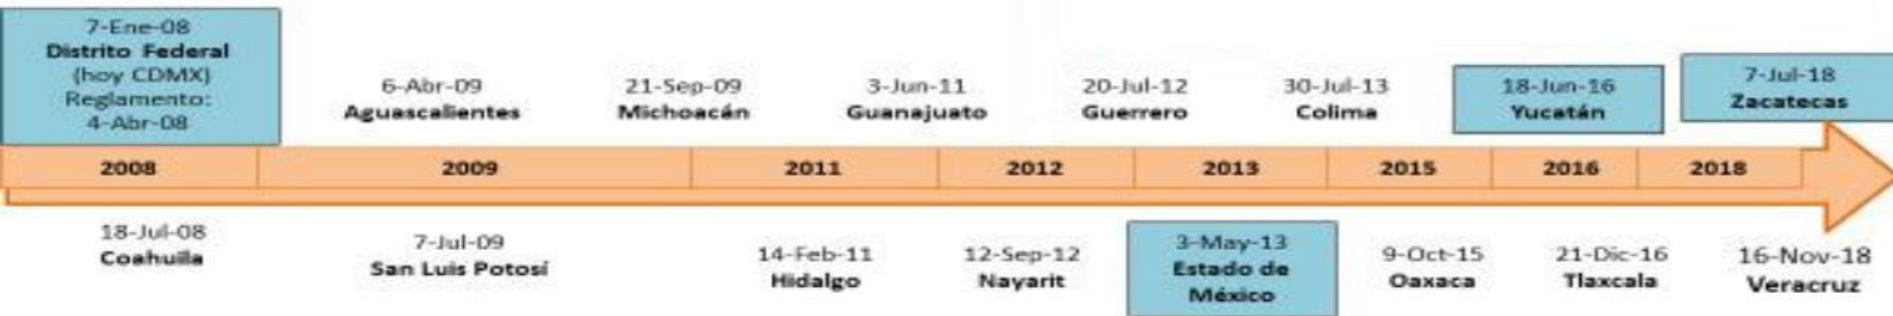 7-Ene-08
Distrito Federal
(hoy CDMX)
Reglamento:
4-Abr-08
6-Abr-09
Aguascalientes
21-Sep-09
Michoacán
3-Jun-11
Guanajuato
20-Jul-12
Guerrero
30-Jul-13
Colima
18-Jun-16
Yucatán
7-Jul-18
Zacatecas
2008 2009 2011 2012 2013 2015 2016 2018
18-Jul-08
Coahuila
7-Jul-09
San Luis Potosí
14-Feb-11
Hidalgo
12-Sep-12
Nayarit
3-May-13
Estado de
México
9-Oct-15
Oaxaca
21-Dic-16
Tlaxcala
16-Nov-18
Veracruz